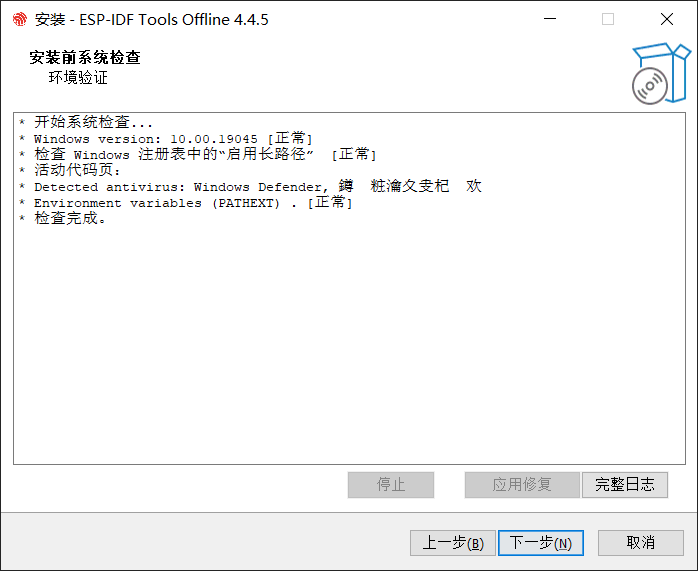 安装 - ESP-IDF Tools Offline 4.4.5
安装前系统检查
环境验证
* 开始系统检查...
* Windows version: 10.00.19045 [正常]
* 检查 Windows 注册表中的“启用长路径” [正常]
* 活动代码页:
* Detected antivirus: Windows Defender, 鐏 粧瀹夊叏杞 欢
* Environment variables (PATHEXT) . [正常]
* 检查完成。
停止
应用修复
完整日志
上一步(B)
下一步(N)
取消